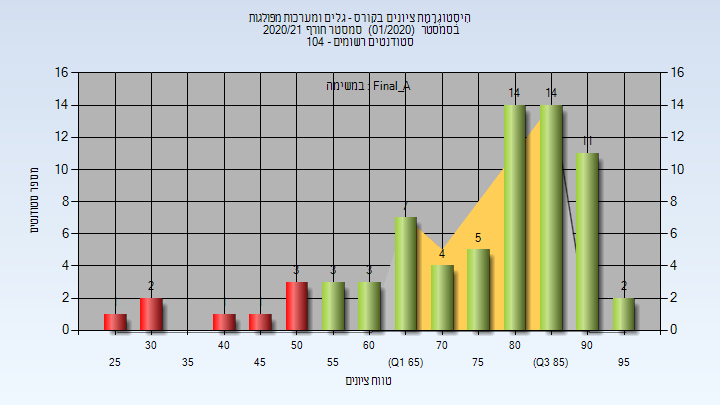 היסטוגרמת ציונים בקורס - גלים ומערכות מפולגות
בסמסטר (01/2020) סמסטר חורף 2020/21
סטודנטים רשומים - 104
במשימה : Final_A
מספר סטודנטים
16 16
14 14
12 12
10 10
8 8
6 6
4 4
2 2
0 0
2 3 3 3 7 4 5 14 14 11 2
30 40 50 60 70 80 90
25 35 45 55 (Q1 65) 75 (Q3 85) 95
טווח ציונים